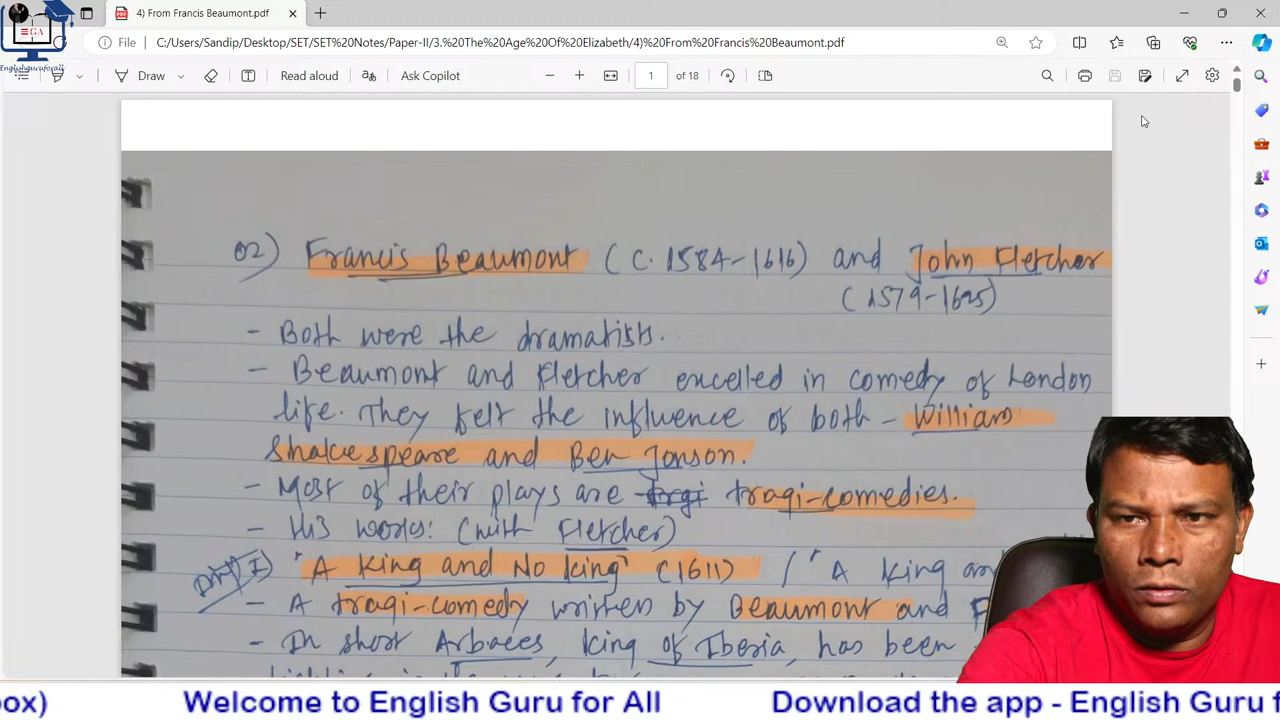 4) From Francis Beaumont.pdf
File C:/Users/Sandip/Desktop/SET/SET%20Notes/Paper-II/3.%20The%20Age%20Of%20Elizabeth/4)%20From%20Francis%20Beaumont.pdf
GA
Englishguruforall
Draw Read aloud Ask Copilot 1 of 18
02) Francis Beaumont (c. 1584-1616) and John Fletcher
(1579-1625)
- Both were the dramatists.
- Beaumont and Fletcher excelled in comedy of London
life. They felt the influence of both - William
Shakespeare and Ben Jonson.
- Most of their plays are tragi-comedies.
- His works: (with Fletcher)
I) 'A King and No King' (1611) / 'A King an
- A tragi-comedy written by Beaumont and F
- In short Arbaces, King of Iberia, has been
box) Welcome to English Guru for All Download the app - English Guru f